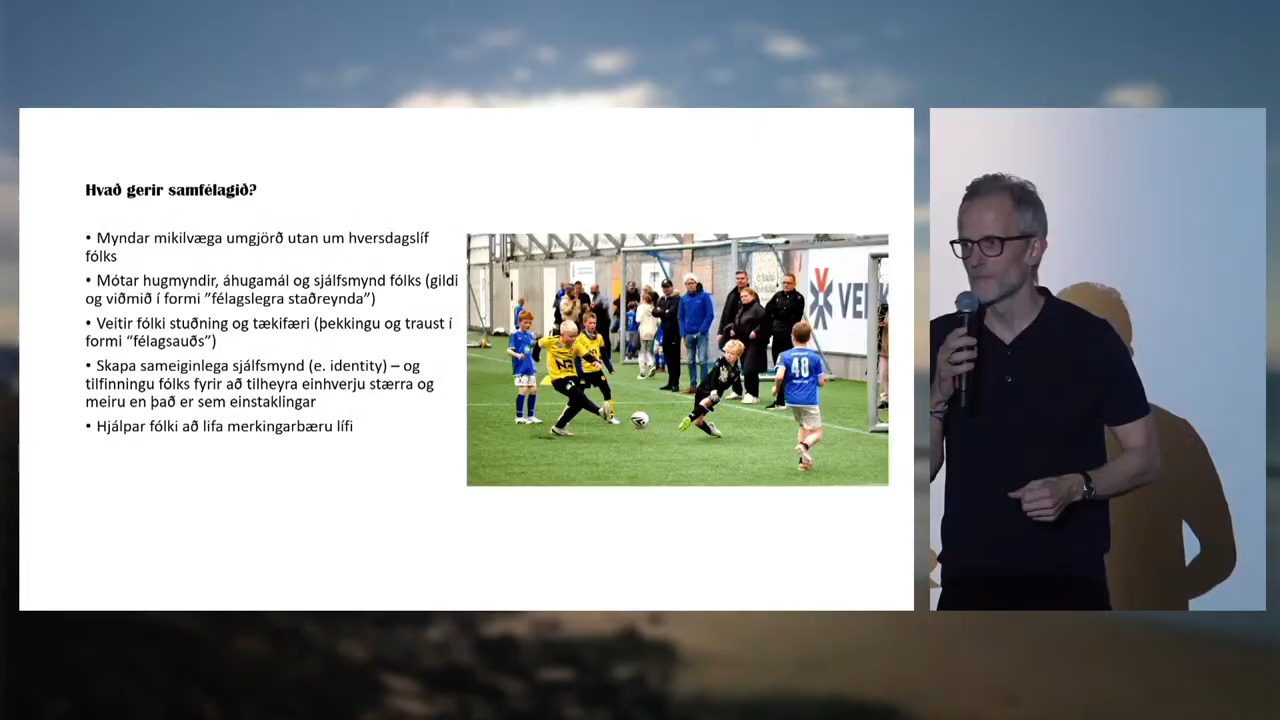 Hvað gerir samfélagið?
• Myndar mikilvæga umgjörð utan um hversdagslíf
fólks
• Mótar hugmyndir, áhugamál og sjálfsmynd fólks (gildi
og viðmið í formi ”félagslegra staðreynda”)
• Veitir fólki stuðning og tækifæri (þekkingu og traust í
formi “félagsauðs”)
• Skapa sameiginlega sjálfsmynd (e. identity) – og
tilfinningu fólks fyrir að tilheyra einhverju stærra og
meiru en það er sem einstaklingar
• Hjálpar fólki að lifa merkingarbæru lífi
48